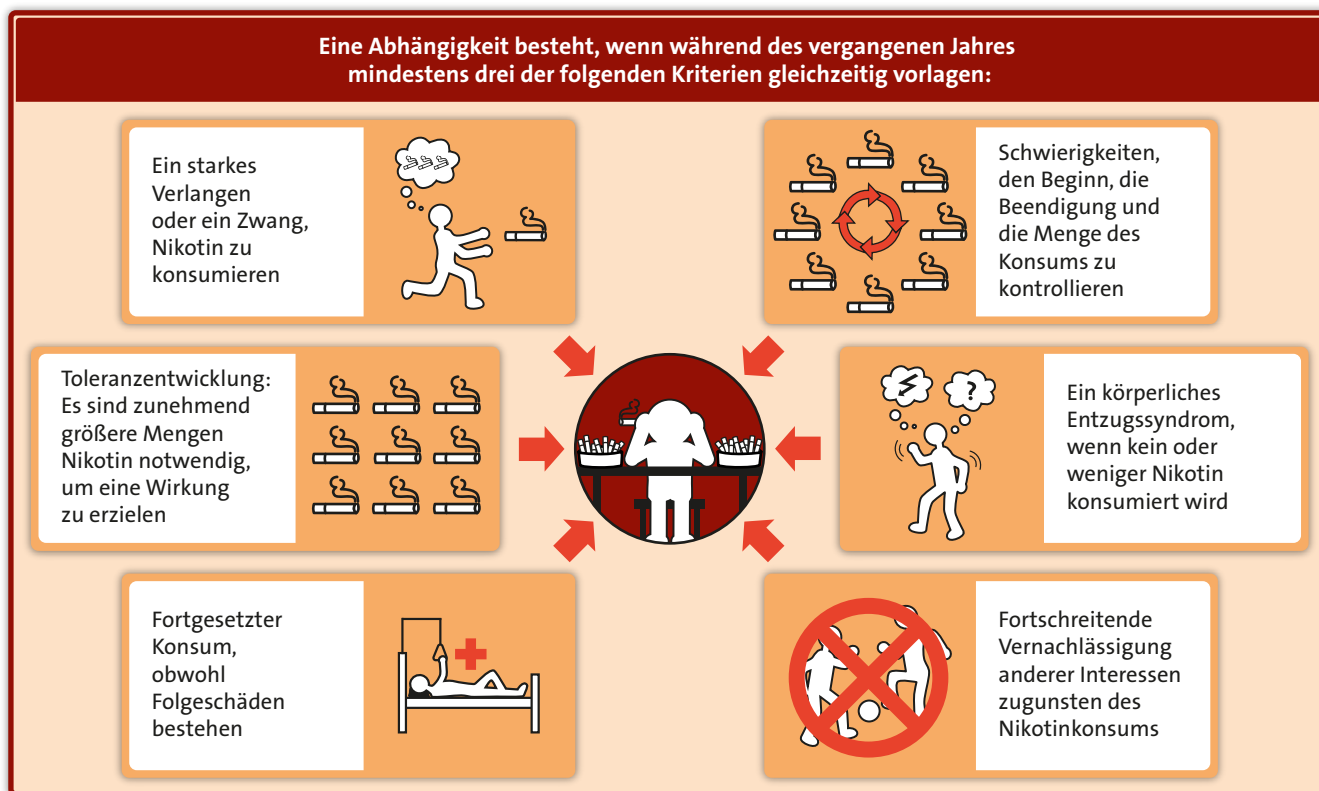 Eine Abhängigkeit besteht, wenn während des vergangenen Jahres
mindestens drei der folgenden Kriterien gleichzeitig vorlagen:
Ein starkes
Verlangen
oder ein Zwang,
Nikotin zu
konsumieren
Schwierigkeiten,
den Beginn, die
Beendigung und
die Menge des
Konsums zu
kontrollieren
Toleranzentwicklung:
Es sind zunehmend
größere Mengen
Nikotin notwendig,
um eine Wirkung
zu erzielen
?
Ein körperliches
Entzugssyndrom,
wenn kein oder
weniger Nikotin
konsumiert wird
Fortgesetzter
Konsum,
obwohl
Folgeschäden
bestehen
Fortschreitende
Vernachlässigung
anderer Interessen
zugunsten des
Nikotinkonsums